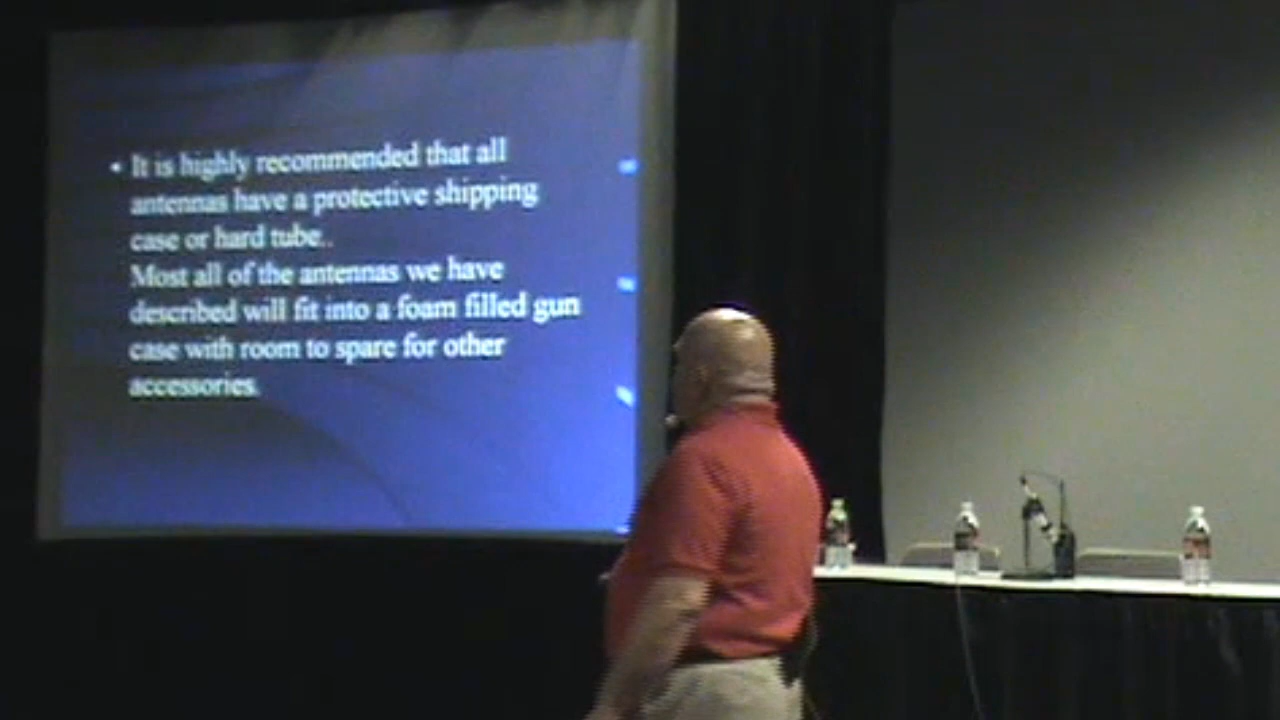 • It is highly recommended that all
antennas have a protective shipping
case or hard tube..
Most all of the antennas we have
described will fit into a foam filled gun
case with room to spare for other
accessories.